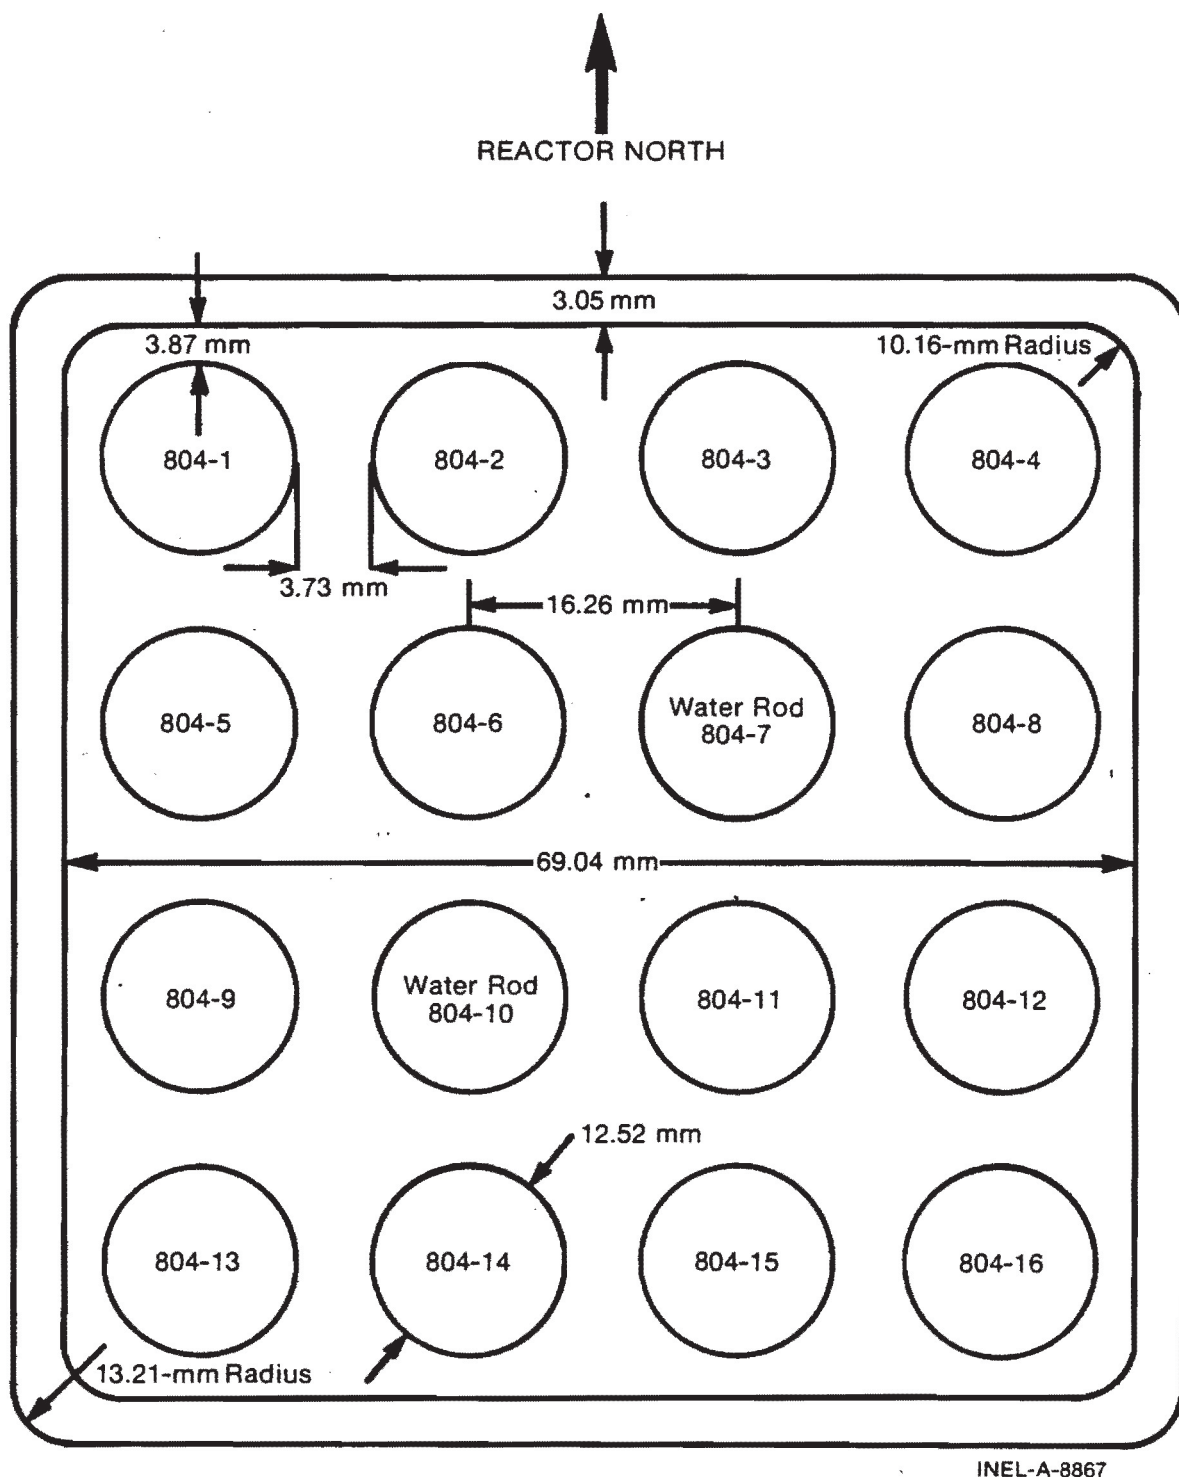 REACTOR NORTH
3.05 mm
3.87 mm
10.16-mm Radius
804-1
804-2
804-3
804-4
3.73 mm
16.26 mm
804-5
804-6
Water Rod
804-7
804-8
69.04 mm
804-9
Water Rod
804-10
804-11
804-12
12.52 mm
804-13
804-14
804-15
804-16
13.21-mm Radius
INEL-A-8867